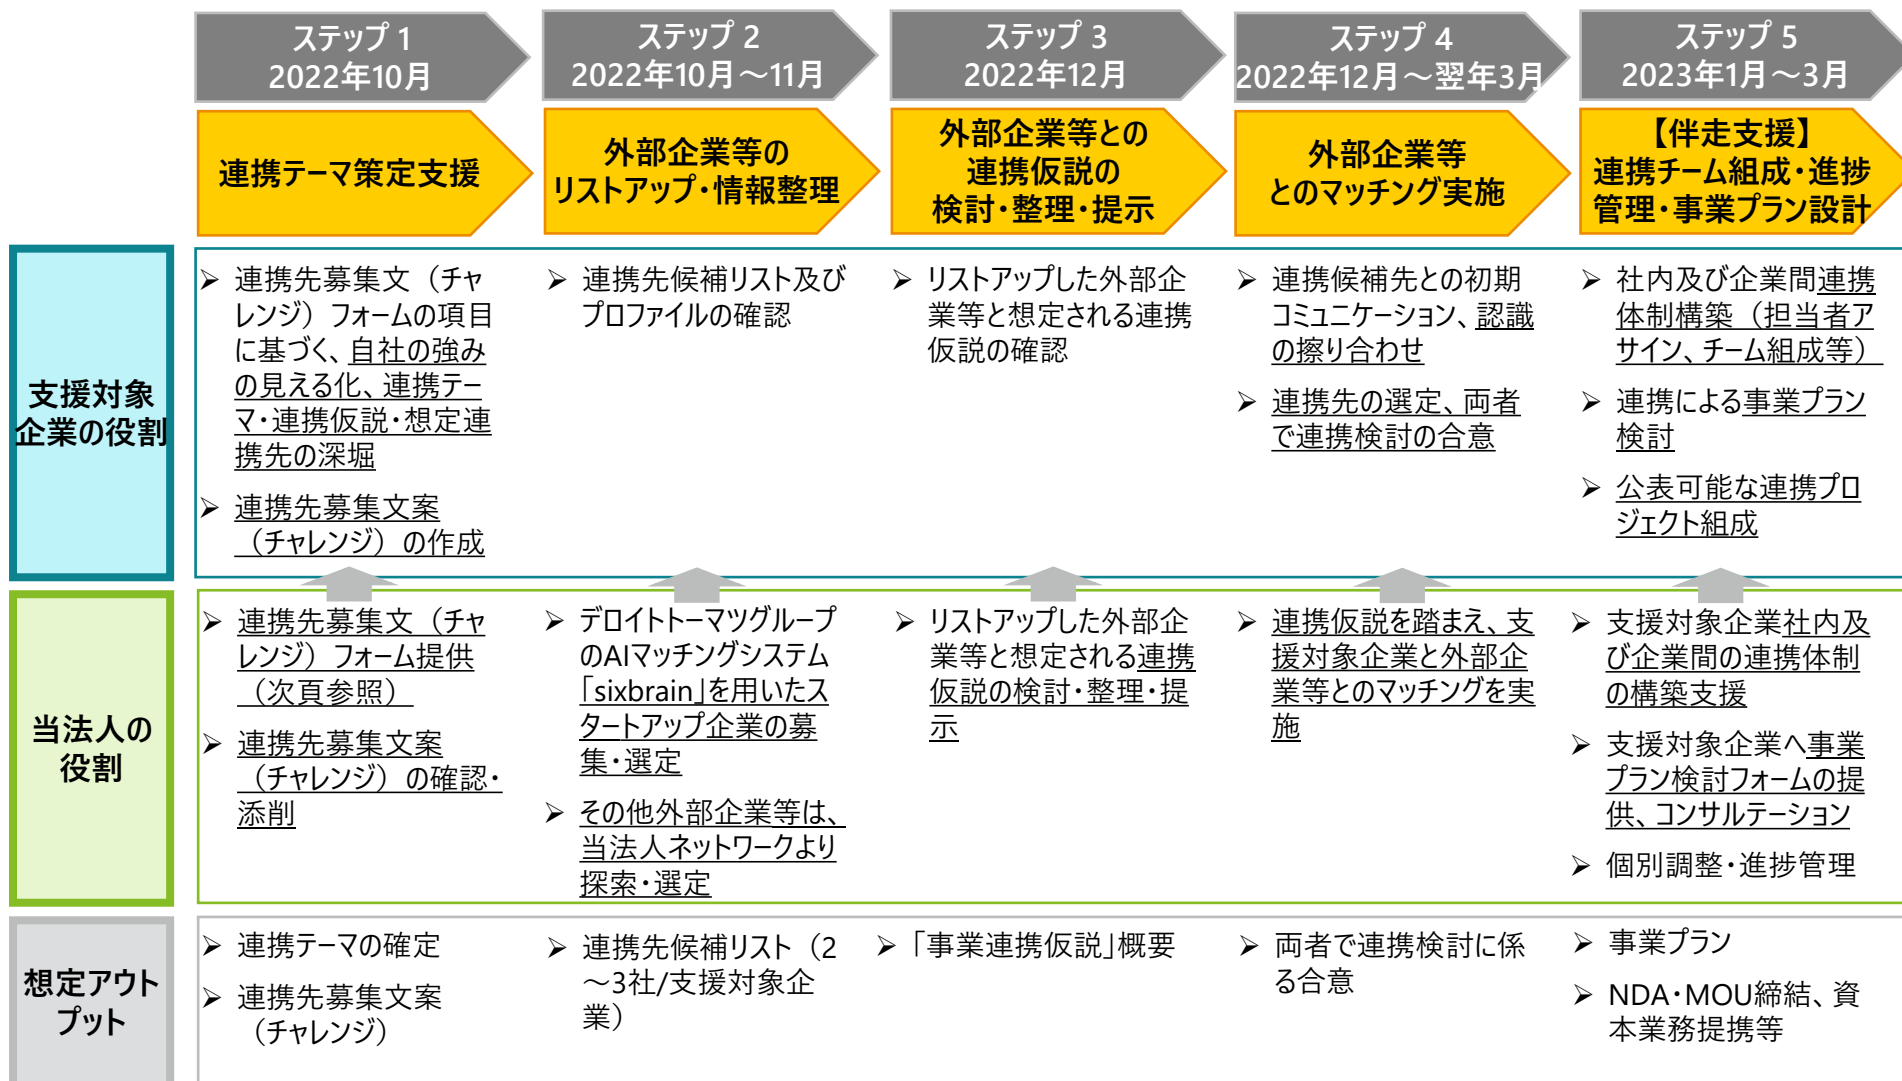 ステップ 1
2022年10月
ステップ 2
2022年10月～11月
ステップ 3
2022年12月
ステップ 4
2022年12月～翌年3月
ステップ 5
2023年1月～3月
連携テーマ策定支援
外部企業等の
リストアップ・情報整理
外部企業等との
連携仮説の
検討・整理・提示
外部企業等
とのマッチング実施
【伴走支援】
連携チーム組成・進捗
管理・事業プラン設計
支援対象
企業の役割
➢ 連携先募集文（チャ
レンジ）フォームの項目
に基づく、自社の強み
の見える化、連携テー
マ・連携仮説・想定連
携先の深堀
➢ 連携先募集文案
（チャレンジ）の作成
➢ 連携先候補リスト及び
プロファイルの確認
➢ リストアップした外部企
業等と想定される連携
仮説の確認
➢ 連携候補先との初期
コミュニケーション、認識
の擦り合わせ
➢ 連携先の選定、両者
で連携検討の合意
➢ 社内及び企業間連携
体制構築（担当者ア
サイン、チーム組成等）
➢ 連携による事業プラン
検討
➢ 公表可能な連携プロ
ジェクト組成
当法人の
役割
➢ 連携先募集文（チャ
レンジ）フォーム提供
（次頁参照）
➢ 連携先募集文案
（チャレンジ）の確認・
添削
➢ デロイトトーマツグループ
のAIマッチングシステム
「sixbrain」を用いたス
タートアップ企業の募
集・選定
➢ その他外部企業等は、
当法人ネットワークより
探索・選定
➢ リストアップした外部企
業等と想定される連携
仮説の検討・整理・提
示
➢ 連携仮説を踏まえ、支
援対象企業と外部企
業等とのマッチングを実
施
➢ 支援対象企業社内及
び企業間の連携体制
の構築支援
➢ 支援対象企業へ事業
プラン検討フォームの提
供、コンサルテーション
➢ 個別調整・進捗管理
想定アウト
プット
➢ 連携テーマの確定
➢ 連携先募集文案
（チャレンジ）
➢ 連携先候補リスト（2
～3社/支援対象企
業）
➢ 「事業連携仮説」概要
➢ 両者で連携検討に係
る合意
➢ 事業プラン
➢ NDA・MOU締結、資
本業務提携等